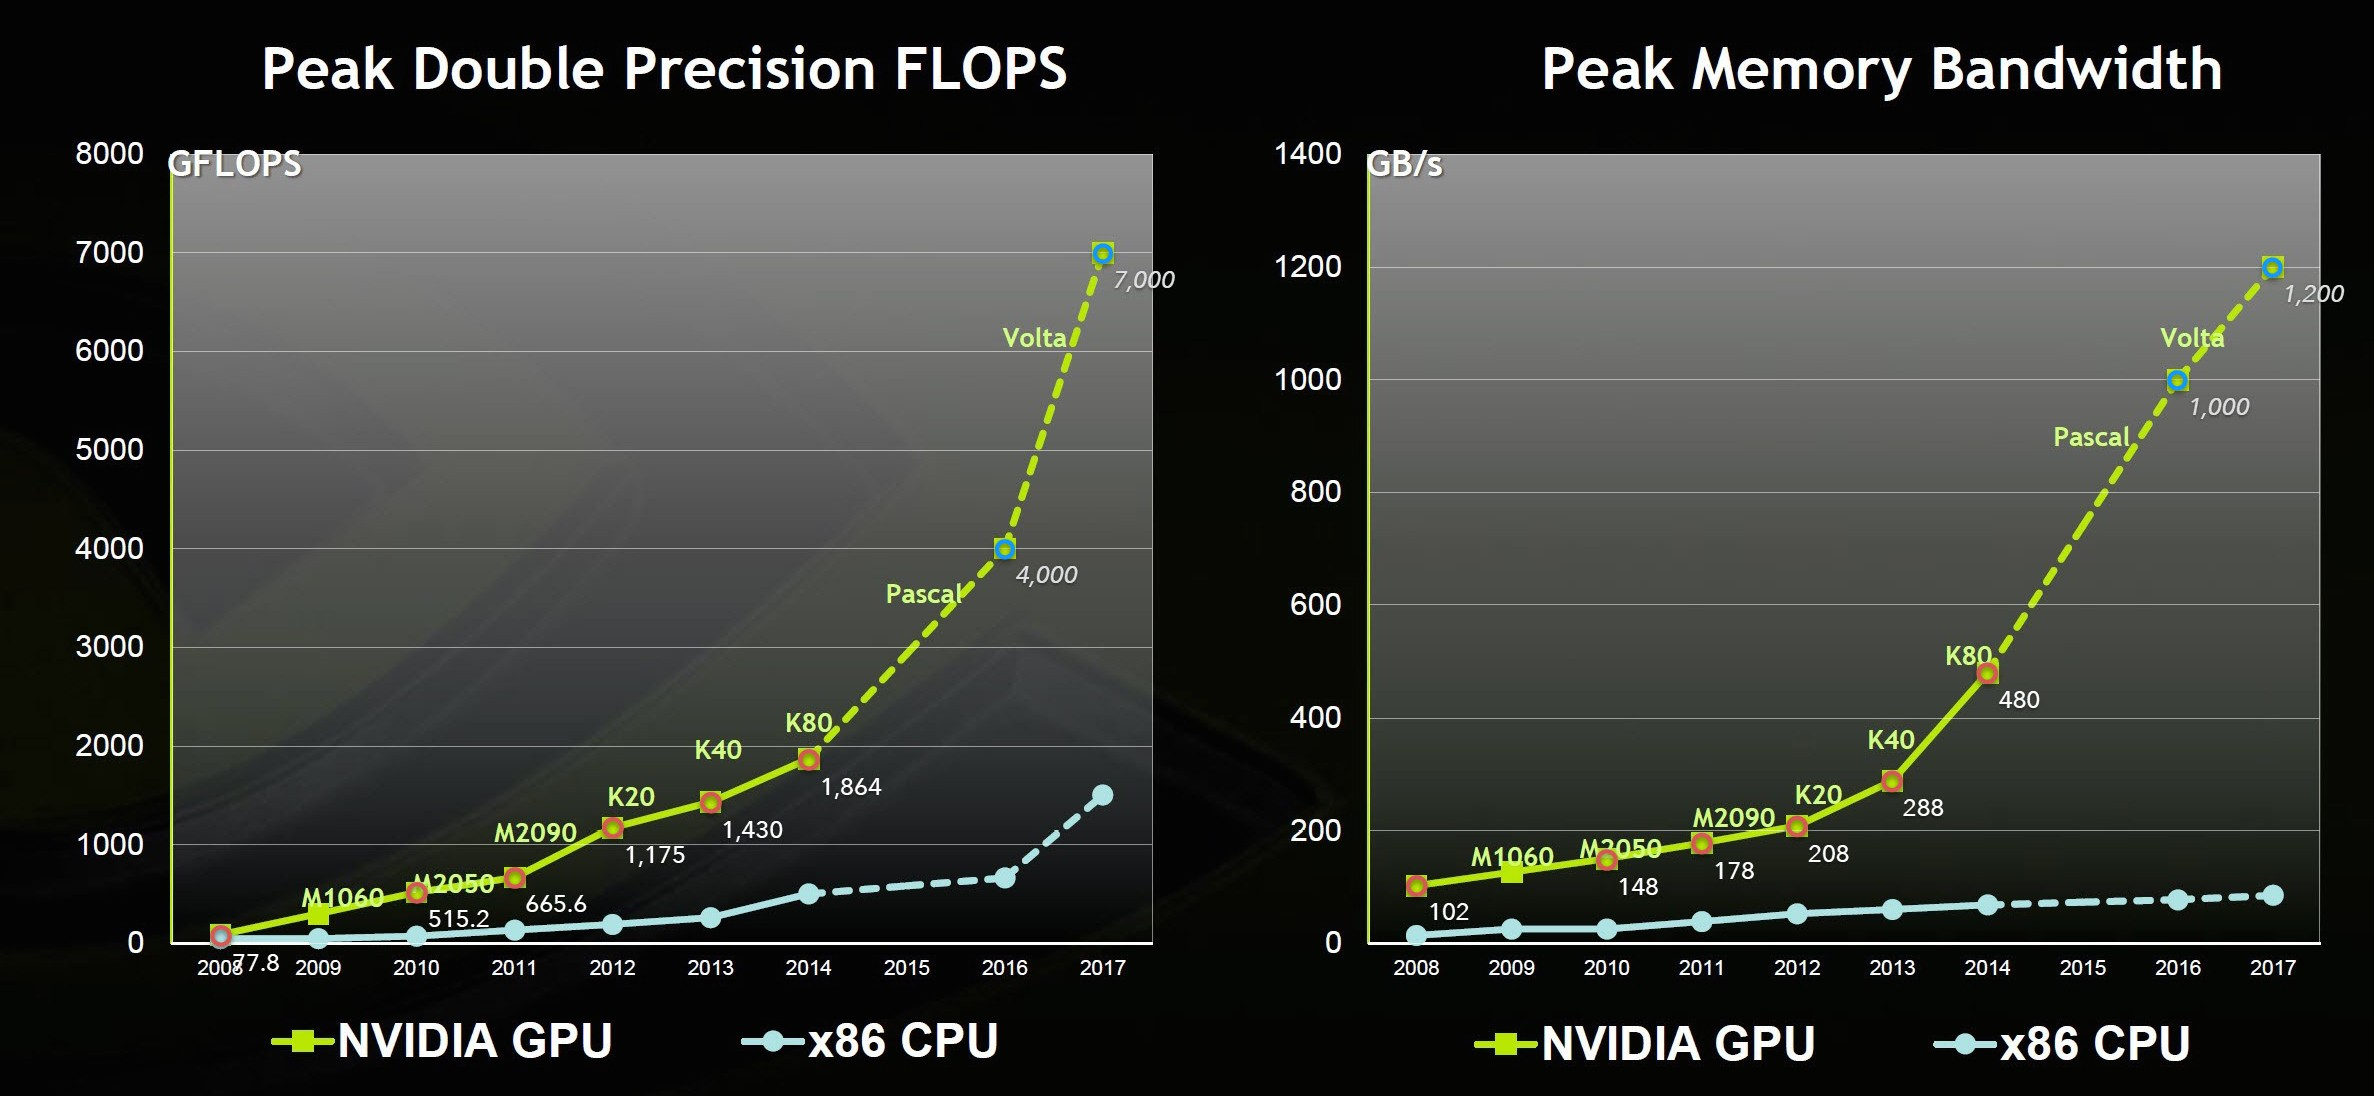 Peak Double Precision FLOPS
GFLOPS
8000
7000
6000
5000
4000
3000
2000
1000
0
7,000
Volta
4,000
Pascal
K80
1,864
K40
1,430
K20
1,175
M2090
665.6
M2050
515.2
M1060
77.8
2008 2009 2010 2011 2012 2013 2014 2015 2016 2017
NVIDIA GPU x86 CPU
Peak Memory Bandwidth
GB/s
1400
1200
1000
800
600
400
200
0
1,200
Volta
1,000
Pascal
K80
480
K40
288
K20
208
M2090
178
M2050
148
M1060
102
2008 2009 2010 2011 2012 2013 2014 2015 2016 2017
NVIDIA GPU x86 CPU